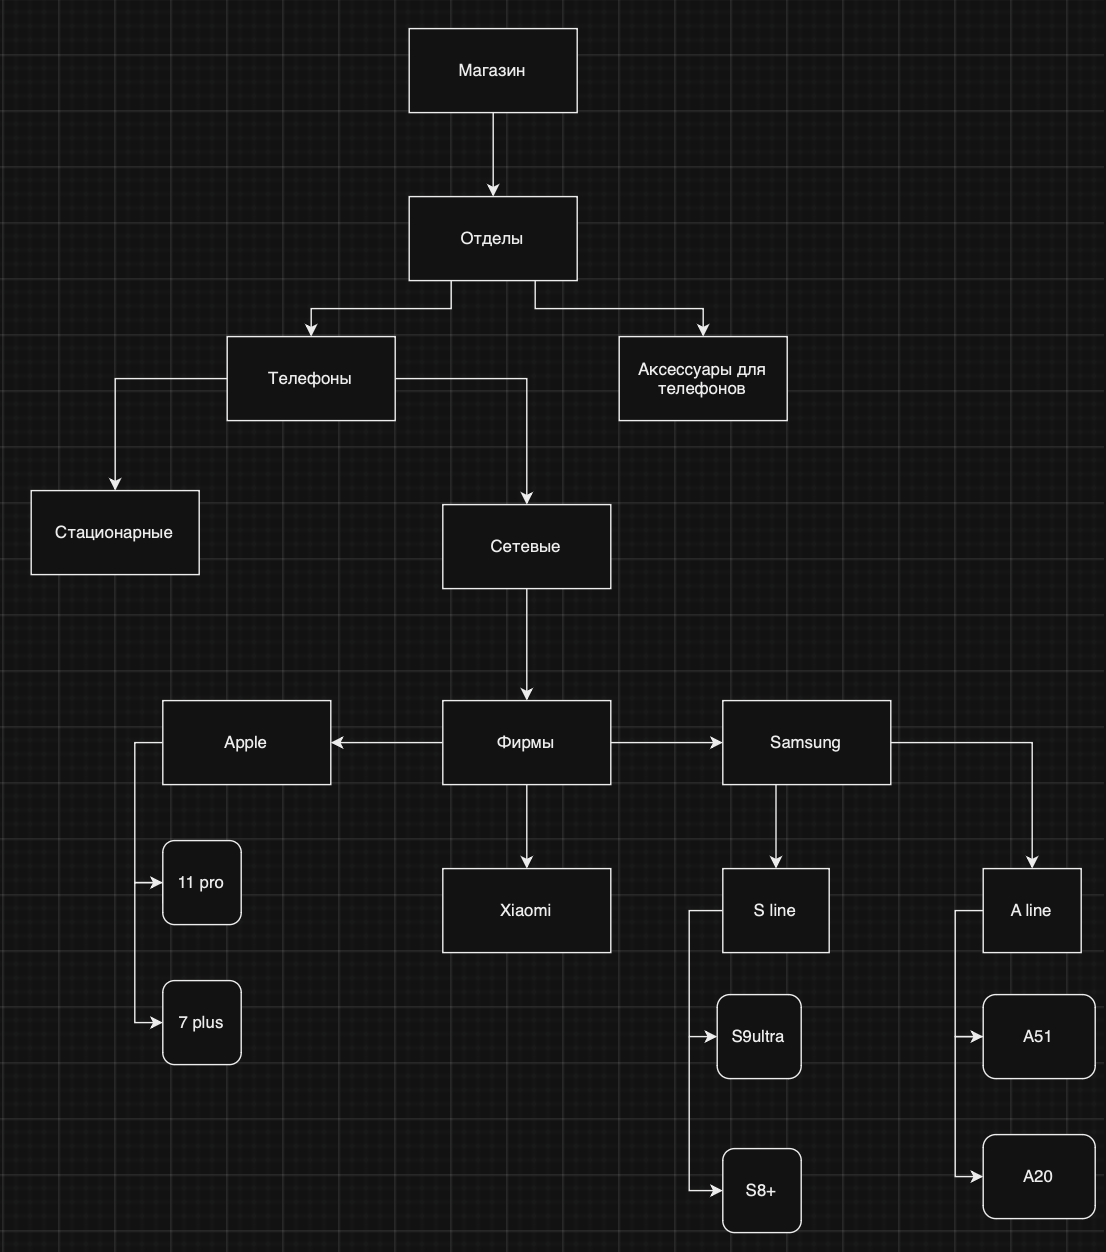 Магазин
Отделы
Телефоны
Аксессуары для
телефонов
Стационарные
Сетевые
Apple
Фирмы
Samsung
11 pro
Xiaomi
S line
A line
7 plus
S9ultra
A51
S8+
A20